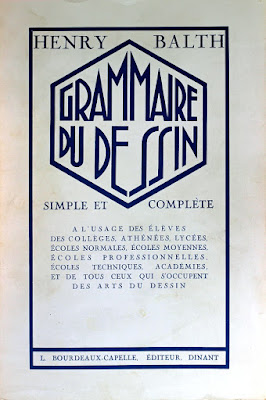 HENRY BALTH
GRAMMAIRE
DU DESSIN
SIMPLE ET COMPLÈTE
A L'USAGE DES ÉLÈVES
DES COLLÈGES, ATHÉNÉES, LYCÉES,
ÉCOLES NORMALES, ÉCOLES MOYENNES,
ÉCOLES PROFESSIONNELLES,
ÉCOLES TECHNIQUES, ACADÉMIES,
ET DE TOUS CEUX QUI S'OCCUPENT
DES ARTS DU DESSIN
L. BOURDEAUX-CAPELLE, ÉDITEUR, DINANT